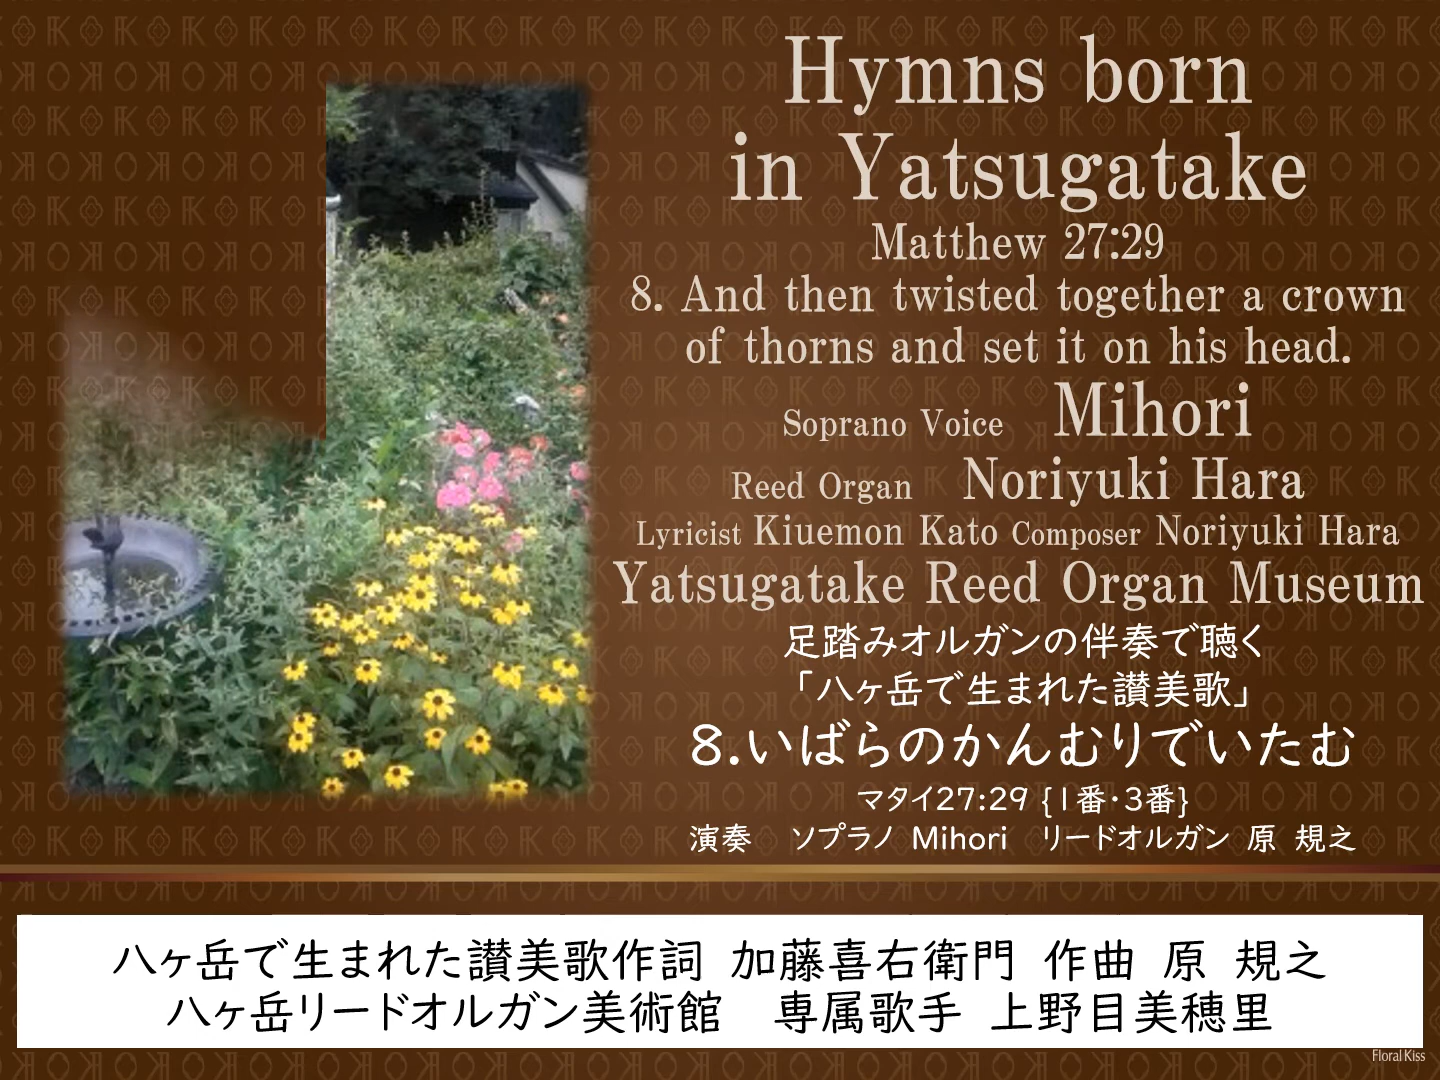 Hymns born
in Yatsugatake
Matthew 27:29
8. And then twisted together a crown
of thorns and set it on his head.
Soprano Voice Mihori
Reed Organ Noriyuki Hara
Lyricist Kiuemon Kato Composer Noriyuki Hara
Yatsugatake Reed Organ Museum
足踏みオルガンの伴奏で聴く
「八ヶ岳で生まれた讃美歌」
8.いばらのかんむりでいたむ
マタイ27:29 {1番・3番}
演奏　ソプラノ Mihori　リードオルガン 原 規之
八ヶ岳で生まれた讃美歌作詞 加藤喜右衛門 作曲 原 規之
八ヶ岳リードオルガン美術館　専属歌手 上野目美穂里
Floral Kiss